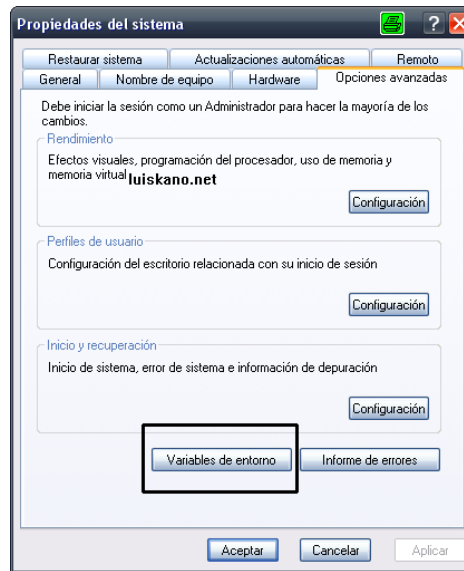 Propiedades del sistema
Restaurar sistema Actualizaciones automáticas Remoto
General Nombre de equipo Hardware Opciones avanzadas
Debe iniciar la sesión como un Administrador para hacer la mayoría de los
cambios.
Rendimiento
Efectos visuales, programación del procesador, uso de memoria y
memoria virtual luiskano.net
Configuración
Perfiles de usuario
Configuración del escritorio relacionada con su inicio de sesión
Configuración
Inicio y recuperación
Inicio de sistema, error de sistema e información de depuración
Configuración
Variables de entorno Informe de errores
Aceptar Cancelar Aplicar